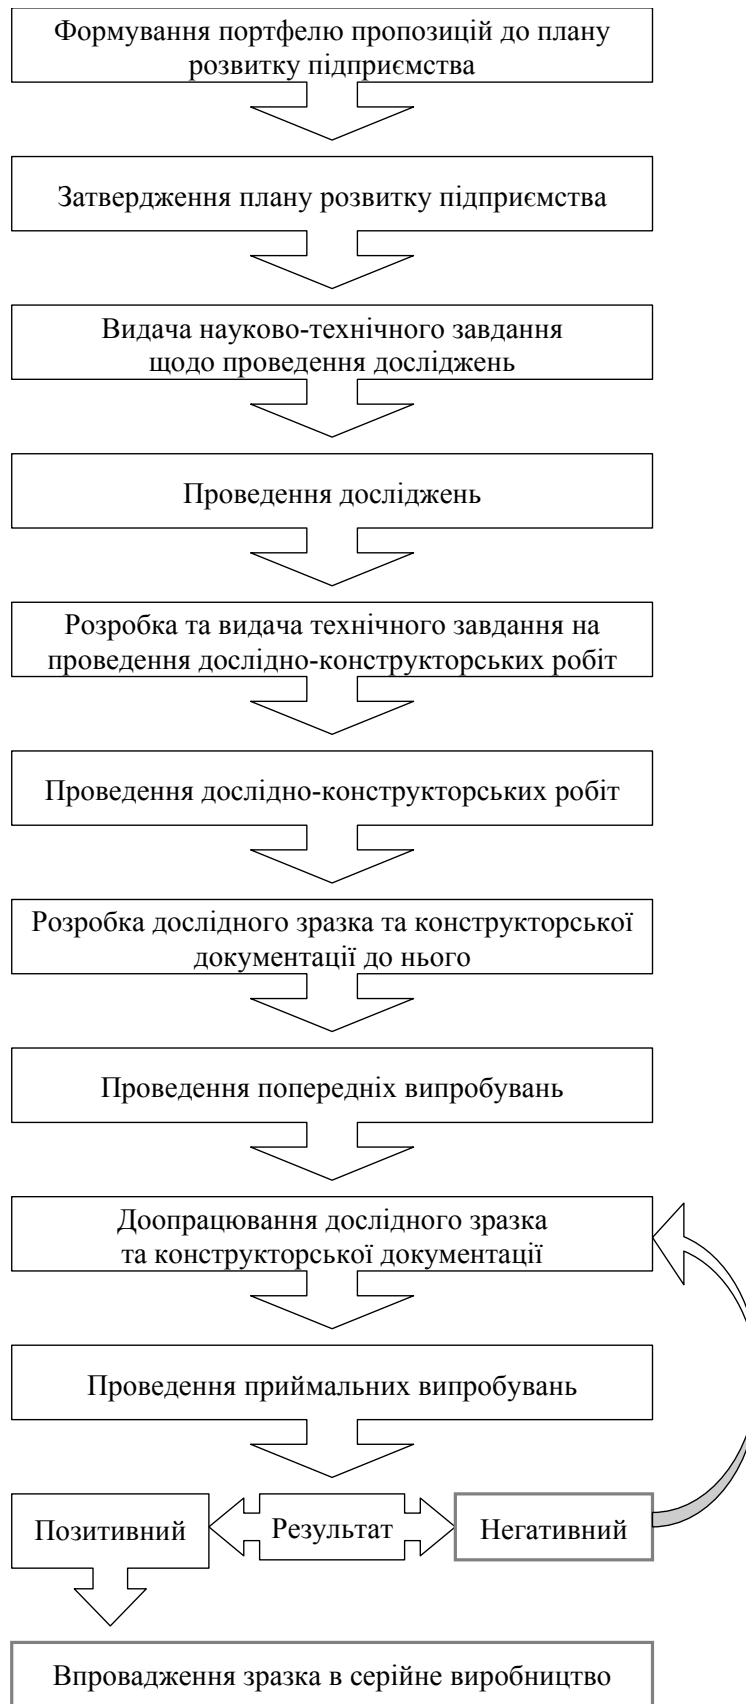 Формування портфелю пропозицій до плану
розвитку підприємства
Затвердження плану розвитку підприємства
Видача науково-технічного завдання
щодо проведення досліджень
Проведення досліджень
Розробка та видача технічного завдання на
проведення дослідно-конструкторських робіт
Проведення дослідно-конструкторських робіт
Розробка дослідного зразка та конструкторської
документації до нього
Проведення попередніх випробувань
Доопрацювання дослідного зразка
та конструкторської документації
Проведення приймальних випробувань
Позитивний
Результат
Негативний
Впровадження зразка в серійне виробництво